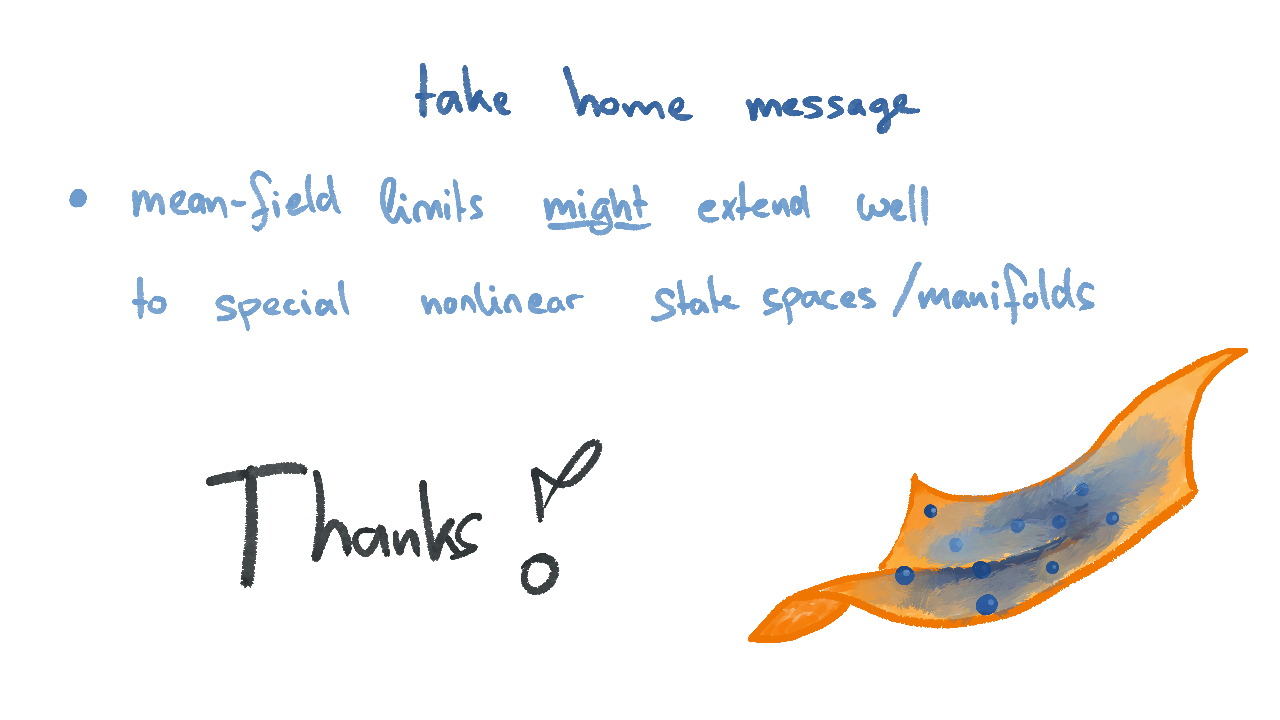 take home message
• mean-field limits might extend well
to special nonlinear state spaces/manifolds
Thanks!